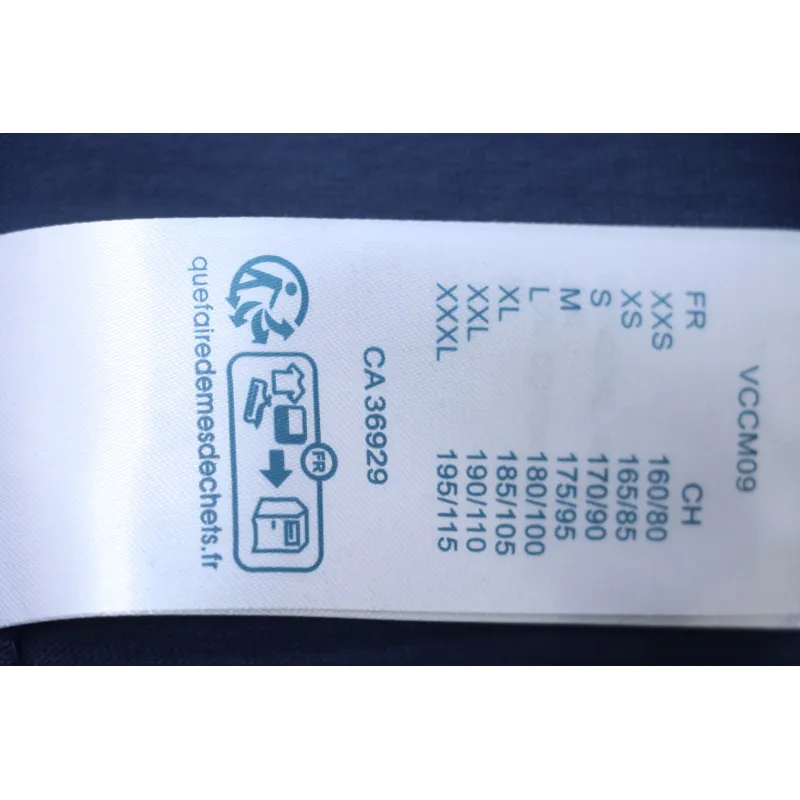 VCCM09
FR CH
XXS 160/80
XS 165/85
S 170/90
M 175/95
L 180/100
XL 185/105
XXL 190/110
XXXL 195/115
CA 36929
FR
quefairedemesdechets.fr